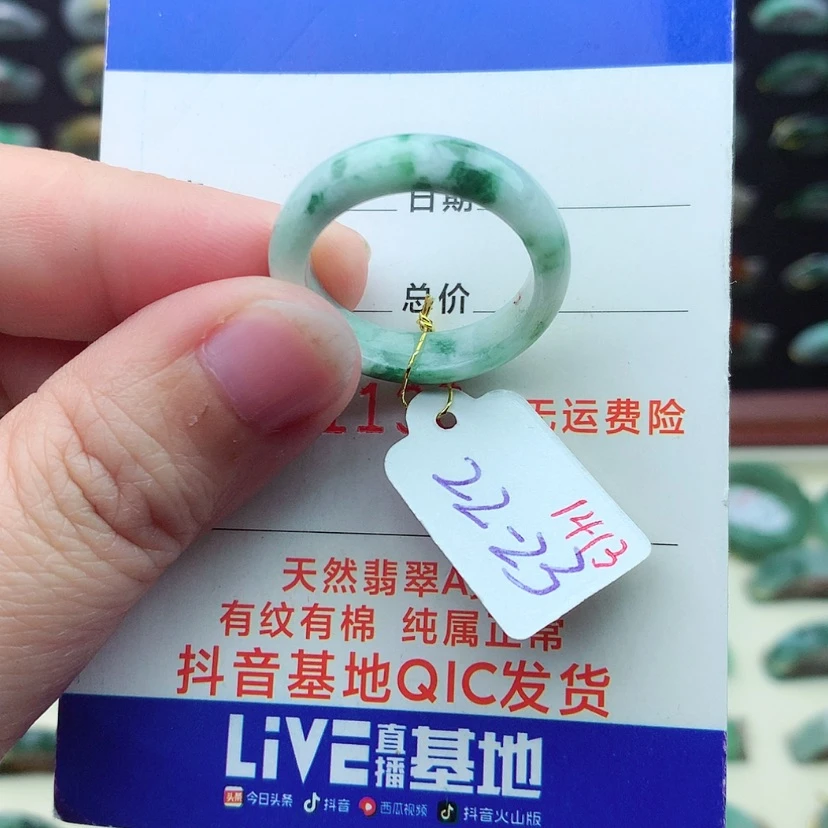 日期
总价
无运费险
22-23
1413
天然翡翠A
有纹有棉 纯属正常
抖音基地QIC发货
LiVE直播基地
今日头条 抖音 西瓜视频 抖音火山版